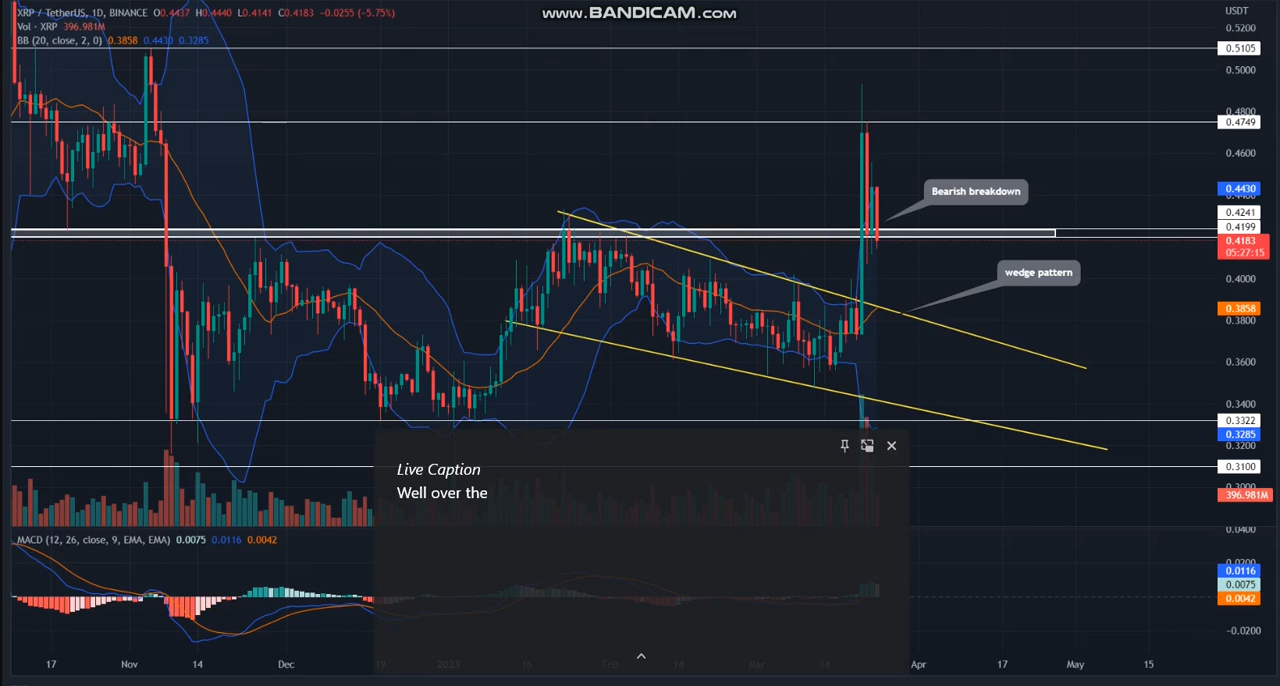 www.BANDICAM.com
XRP / TetherUS, 1D, BINANCE O0.4437 H0.4440 L0.4141 C0.4183 -0.0255 (-5.75%)
USDT
Vol · XRP 396.981M
BB (20, close, 2, 0) 0.3858 0.4430 0.3285
0.5200
0.5105
0.5000
0.4800
0.4749
0.4600
Bearish breakdown
0.4430
0.4241
0.4199
0.4183
05:27:15
wedge pattern
0.4000
0.3858
0.3800
0.3600
0.3400
0.3322
0.3285
0.3200
0.3100
Live Caption
Well over the
396.981M
MACD (12, 26, close, 9, EMA, EMA) 0.0075 0.0116 0.0042
0.0400
0.0116
0.0075
0.0042
-0.0200
17 Nov 14 Dec 19 2023 16 Feb 14 Mar 14 Apr 17 May 15